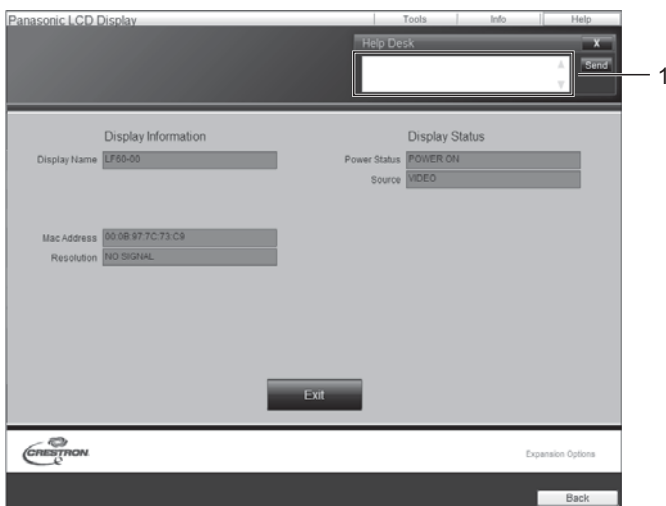 Panasonic LCD Display
Tools Info Help
Help Desk X
Send
1
Display Information Display Status
Display Name LF60-00 Power Status POWER ON
Source VIDEO
Mac Address 00:0B:97:7C:73:C9
Resolution NO SIGNAL
Exit
CRESTRON Expansion Options
Back